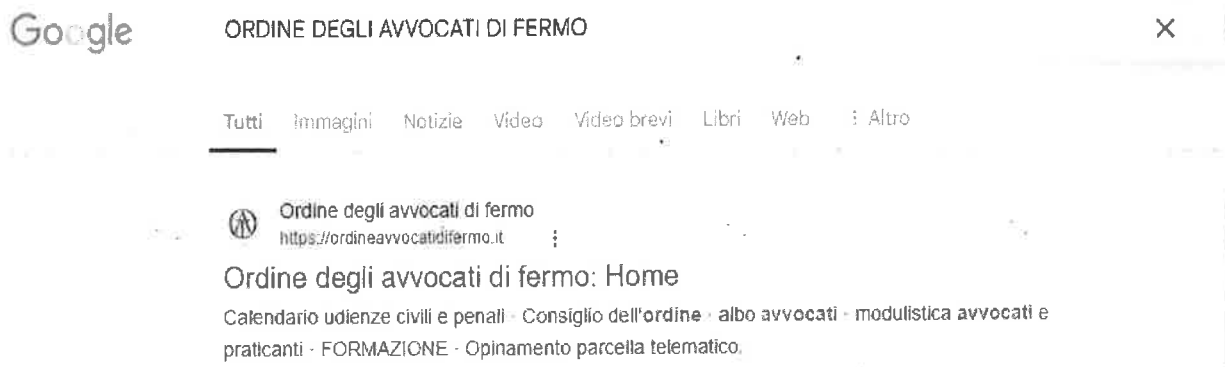 Google
ORDINE DEGLI AVVOCATI DI FERMO
Tutti Immagini Notizie Video Video brevi Libri Web Altro
Ordine degli avvocati di fermo
https://ordineavvocatidifermo.it
Ordine degli avvocati di fermo: Home
Calendario udienze civili e penali - Consiglio dell'ordine - albo avvocati - modulistica avvocati e
praticanti - FORMAZIONE - Opinamento parcella telematico.